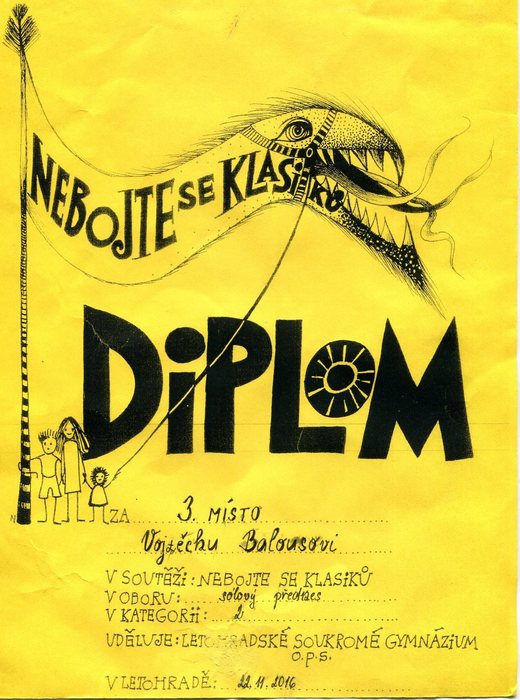 NEBOJTE SE KLASIKŮ
DiPLOM
ZA 3. MÍSTO
Vojtěchu Balousovi
V SOUTĚŽI: NEBOJTE SE KLASIKŮ
V OBORU: sólový přednes
V KATEGORII: 2.
UDĚLUJE: LETOHRADSKÉ SOUKROMÉ GYMNÁZIUM
O.P.S.
V LETOHRADĚ: 22. 11. 2016